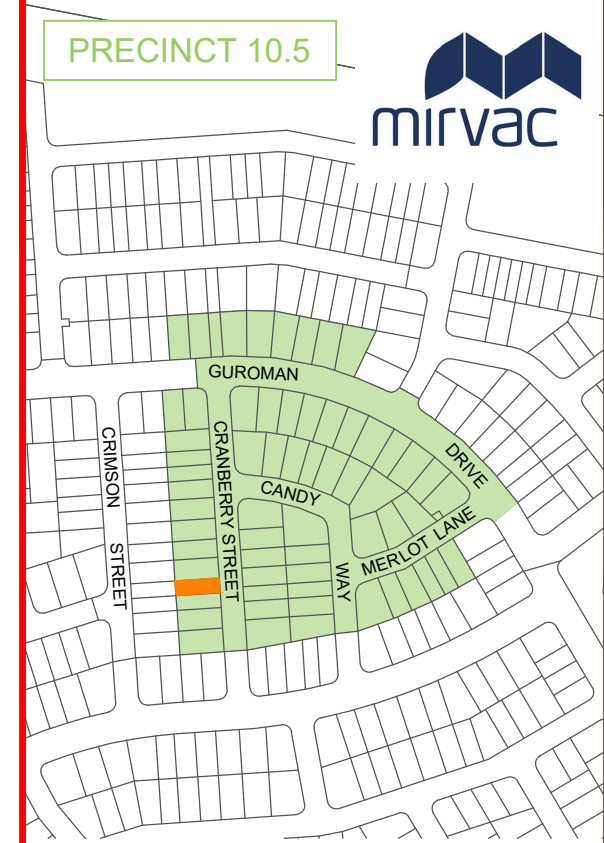 PRECINCT 10.5
mirvac
GUROMAN
DRIVE
CRIMSON
STREET
CRANBERRY STREET
CANDY
WAY
MERLOT LANE